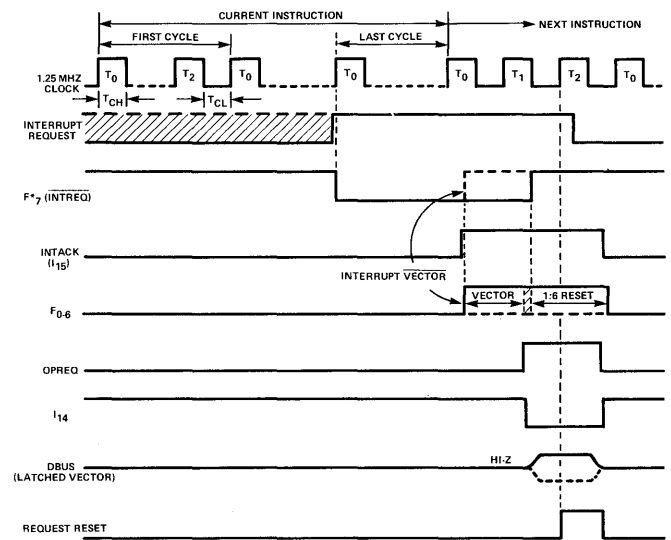 CURRENT INSTRUCTION
NEXT INSTRUCTION
FIRST CYCLE
LAST CYCLE
1.25 MHZ
CLOCK
T0 T2 T0 T0 T0 T1 T2 T0
TCH TCL
INTERRUPT
REQUEST
F*7 (INTREQ)
INTACK
(I15)
INTERRUPT VECTOR
F0-6
VECTOR 1:6 RESET
OPREQ
I14
HI-Z
DBUS
(LATCHED VECTOR)
REQUEST RESET